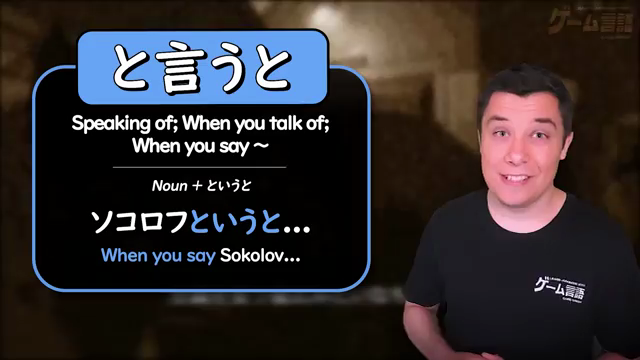 と言うと
Speaking of; When you talk of;
When you say ～
Noun + というと
ソコロフというと...
When you say Sokolov...
ゲーム言語
ゲーム言語